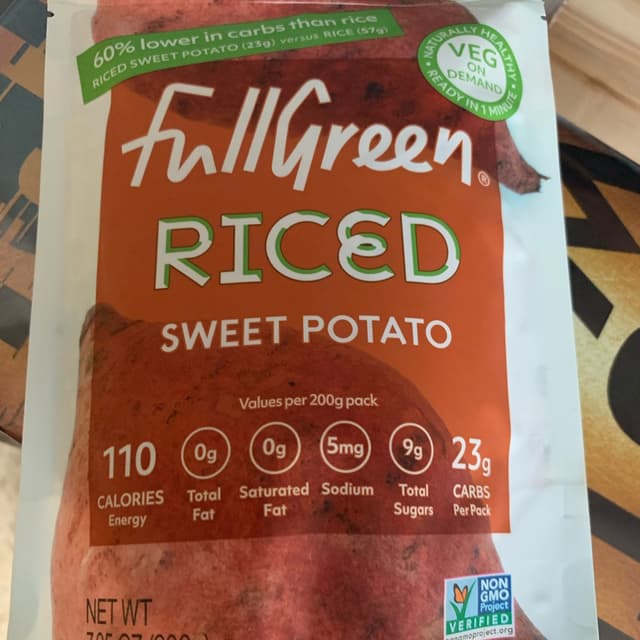 60% lower in carbs than rice
RICED SWEET POTATO (23g) versus RICE (57g)
NATURALLY HEALTHY
VEG
ON
DEMAND
READY IN 1 MINUTE
FullGreen®
RICED
SWEET POTATO
Values per 200g pack
110
CALORIES
Energy
0g
Total
Fat
0g
Saturated
Fat
5mg
Sodium
9g
Total
Sugars
23g
CARBS
Per Pack
NET WT
NON
GMO
Project
VERIFIED
nongmoproject.org